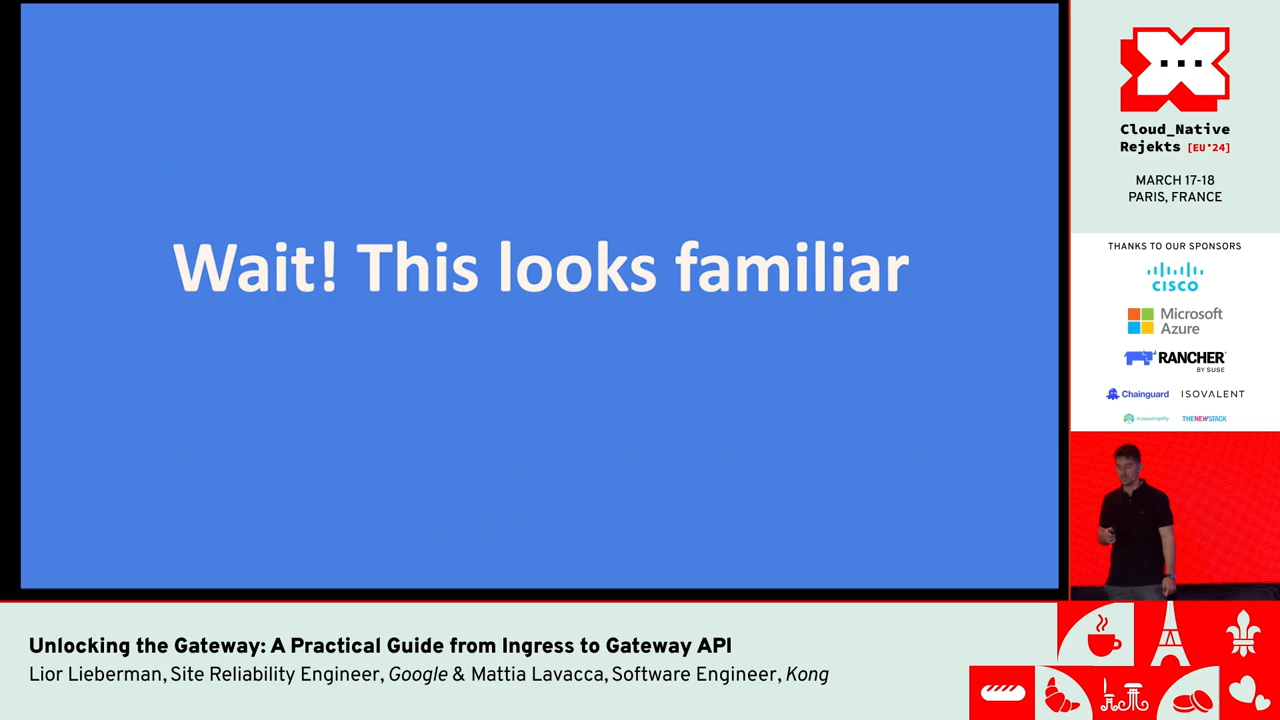 Wait! This looks familiar
Cloud_Native
Rejekts [EU'24]
MARCH 17-18
PARIS, FRANCE
THANKS TO OUR SPONSORS
CISCO
Microsoft
Azure
RANCHER
BY SUSE
Chainguard ISOVALENT
kubesimplify THENEWSTACK
Unlocking the Gateway: A Practical Guide from Ingress to Gateway API
Lior Lieberman, Site Reliability Engineer, Google & Mattia Lavacca, Software Engineer, Kong